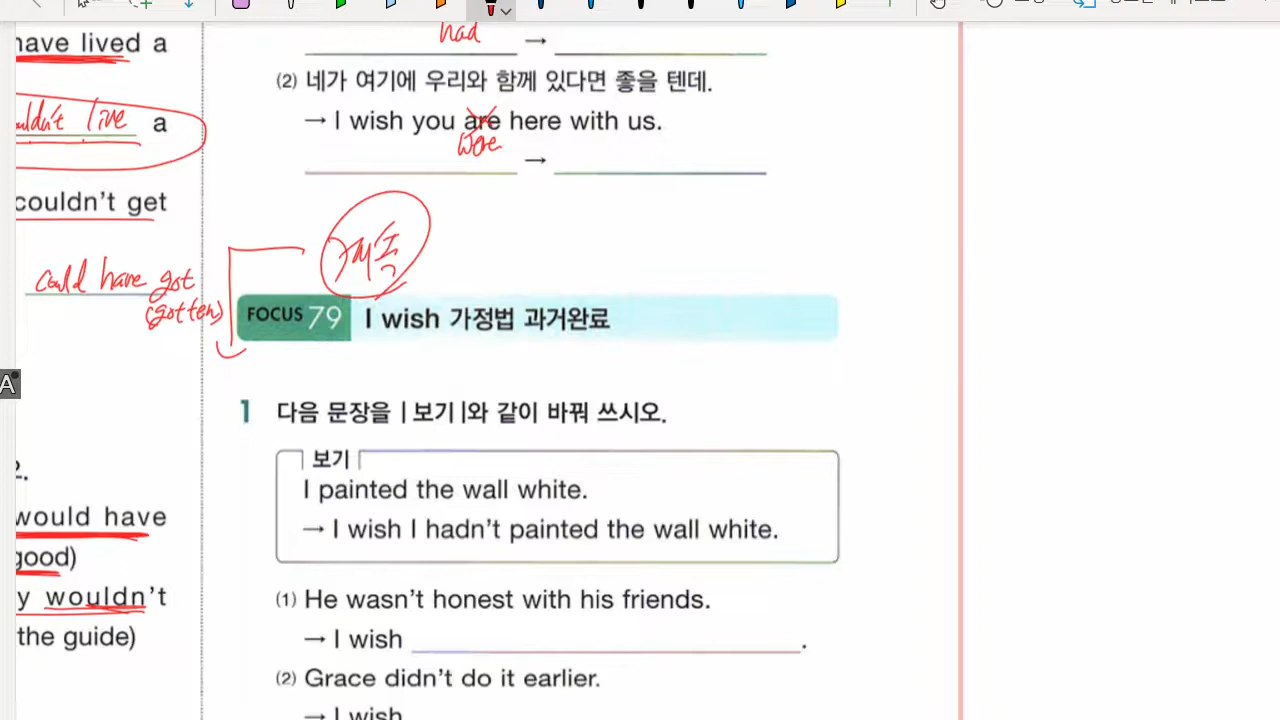 have lived a
uldn't live a
couldn't get
could have got
(gotten)
2.
would have
good)
y wouldn't
the guide)
had
→
(2) 네가 여기에 우리와 함께 있다면 좋을 텐데.
→ I wish you are here with us.
were
→
FOCUS 79 I wish 가정법 과거완료
1 다음 문장을 | 보기 |와 같이 바꿔 쓰시오.
보기
I painted the wall white.
→ I wish I hadn't painted the wall white.
(1) He wasn't honest with his friends.
→ I wish .
(2) Grace didn't do it earlier.
→ I wish
A